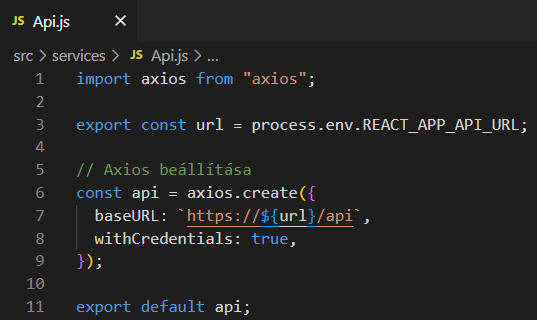 JS Api.js ×
src > services > JS Api.js > ...
1 import axios from "axios";
2
3 export const url = process.env.REACT_APP_API_URL;
4
5 // Axios beállítása
6 const api = axios.create({
7 baseURL: `https://${url}/api`,
8 withCredentials: true,
9 });
10
11 export default api;